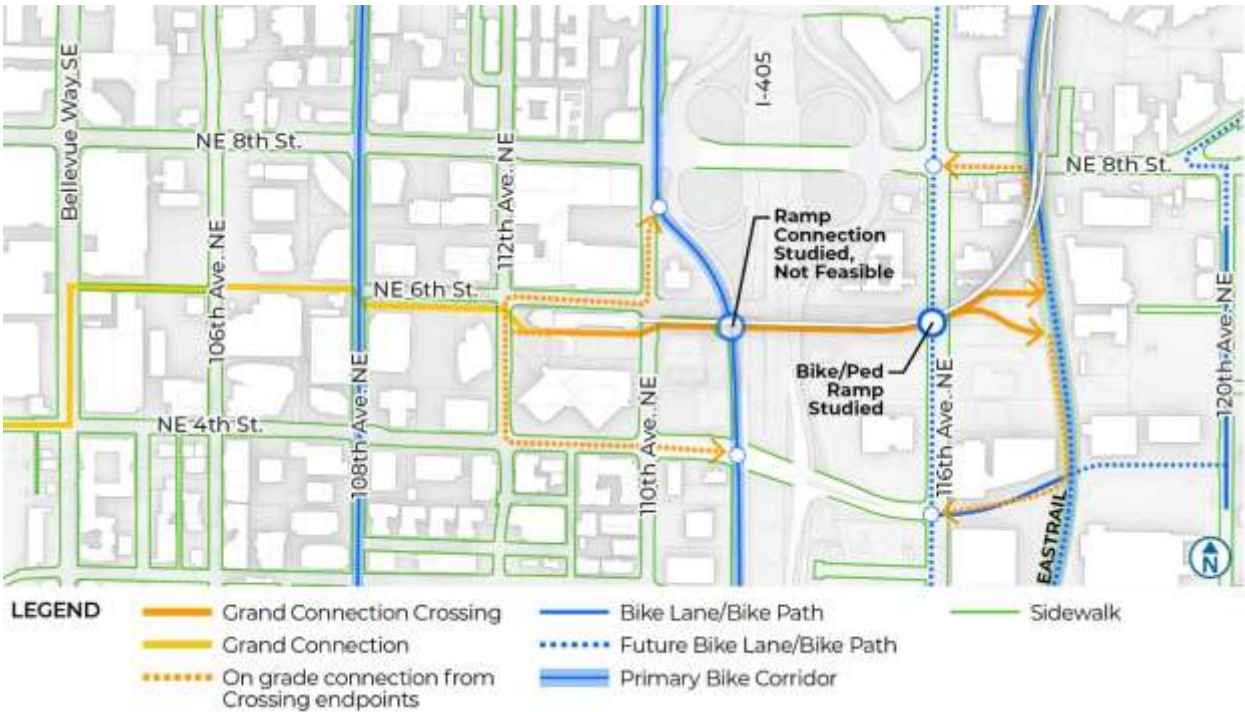 I-405
NE 8th St.
NE 8th St.
Bellevue Way SE
106th Ave. NE
112th Ave. NE
Ramp
Connection
Studied,
Not Feasible
NE 6th St.
120th Ave. NE
Bike/Ped
Ramp
Studied
NE 4th St.
108th Ave. NE
110th Ave. NE
116th Ave. NE
EASTRAIL
N
LEGEND
Grand Connection Crossing
Grand Connection
On grade connection from
Crossing endpoints
Bike Lane/Bike Path
Future Bike Lane/Bike Path
Primary Bike Corridor
Sidewalk